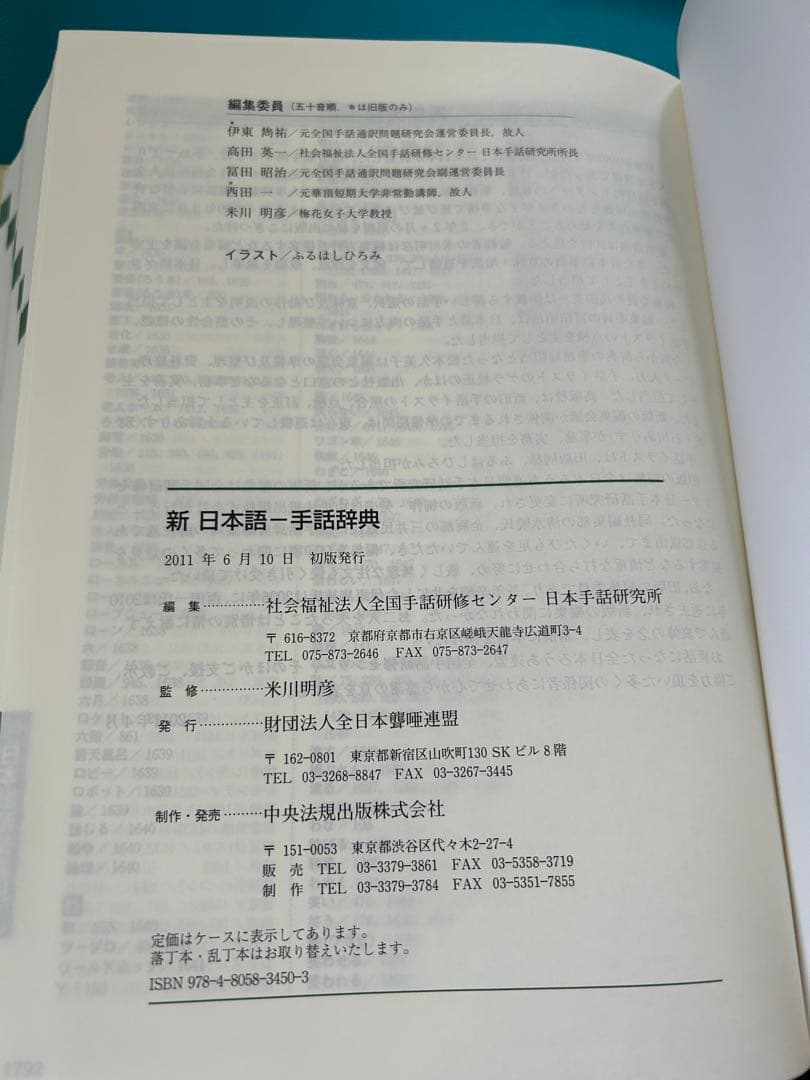 編集委員（五十音順，＊は旧版のみ）
＊伊東 雋祐／元全国手話通訳問題研究会運営委員長，故人
高田 英一／社会福祉法人全国手話研修センター 日本手話研究所所長
冨田 昭治／元全国手話通訳問題研究会副運営委員長
＊西田 一　／元華頂短期大学非常勤講師，故人
米川 明彦／梅花女子大学教授
イラスト／ふるはしひろみ
新 日本語－手話辞典
2011 年 6 月 10 日　初版発行
編　集……………社会福祉法人全国手話研修センター 日本手話研究所
〒 616-8372　京都府京都市右京区嵯峨天龍寺広道町3-4
TEL 075-873-2646　FAX 075-873-2647
監　修……………米川明彦
発　行……………財団法人全日本聾唖連盟
〒 162-0801　東京都新宿区山吹町130 SK ビル 8 階
TEL 03-3268-8847　FAX 03-3267-3445
制作・発売………中央法規出版株式会社
〒 151-0053　東京都渋谷区代々木2-27-4
販　売　TEL 03-3379-3861　FAX 03-5358-3719
制　作　TEL 03-3379-3784　FAX 03-5351-7855
定価はケースに表示してあります。
落丁本・乱丁本はお取り替えいたします。
ISBN 978-4-8058-3450-3